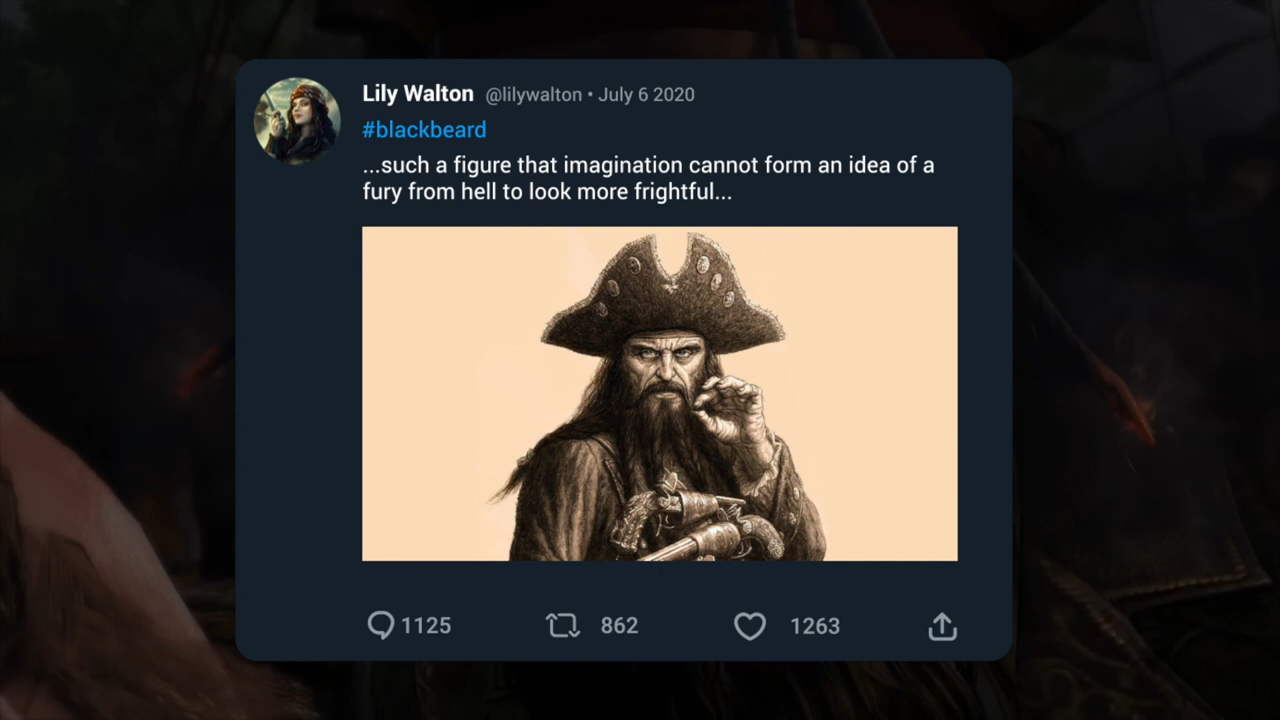 Lily Walton @lilywalton • July 6 2020
#blackbeard
...such a figure that imagination cannot form an idea of a
fury from hell to look more frightful...
1125 862 1263